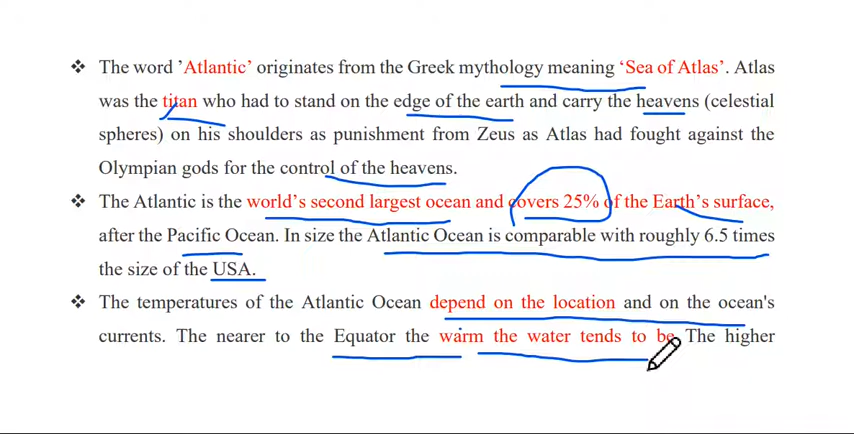 ❖ The word 'Atlantic' originates from the Greek mythology meaning 'Sea of Atlas'. Atlas
was the titan who had to stand on the edge of the earth and carry the heavens (celestial
spheres) on his shoulders as punishment from Zeus as Atlas had fought against the
Olympian gods for the control of the heavens.
❖ The Atlantic is the world's second largest ocean and covers 25% of the Earth's surface,
after the Pacific Ocean. In size the Atlantic Ocean is comparable with roughly 6.5 times
the size of the USA.
❖ The temperatures of the Atlantic Ocean depend on the location and on the ocean's
currents. The nearer to the Equator the warm the water tends to be. The higher